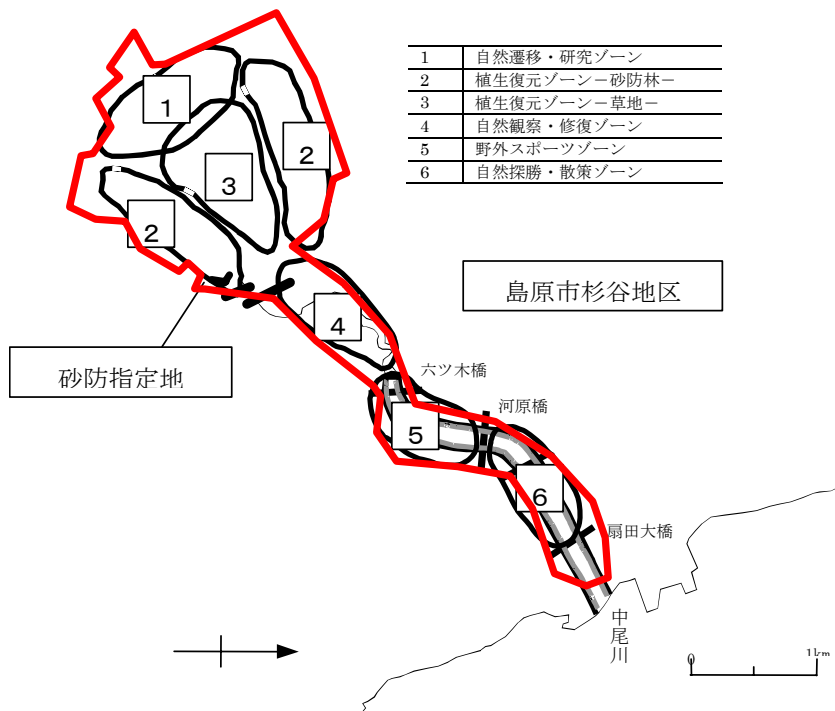 1 自然遷移・研究ゾーン
2 植生復元ゾーン－砂防林－
3 植生復元ゾーン－草地－
4 自然観察・修復ゾーン
5 野外スポーツゾーン
6 自然探勝・散策ゾーン
1
2
3
2
島原市杉谷地区
4
砂防指定地
六ツ木橋
河原橋
5
6
扇田大橋
中尾川
0 1km